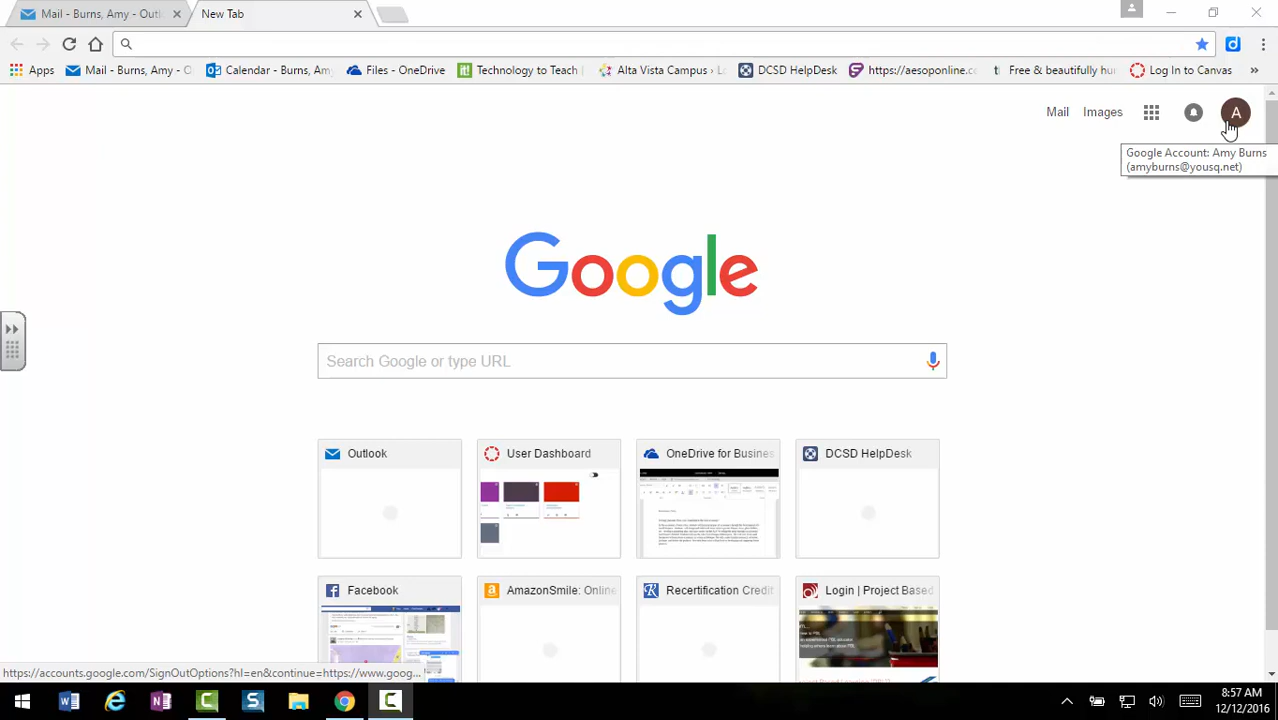 Mail - Burns, Amy - Outl
New Tab
Apps
Mail - Burns, Amy - O
Calendar - Burns, Am
Files - OneDrive
Technology to Teach
Alta Vista Campus › L
DCSD HelpDesk
https://aesoponline.c
Free & beautifully hu
Log In to Canvas
»
Mail
Images
A
Google Account: Amy Burns
(amyburns@yousq.net)
Google
Search Google or type URL
Outlook
User Dashboard
OneDrive for Busines
DCSD HelpDesk
Facebook
AmazonSmile: Online
Recertification Credit
Login | Project Based
https://accounts.google.com/SignOutOptions?hl=en&continue=https://www.goog...
8:57 AM
12/12/2016